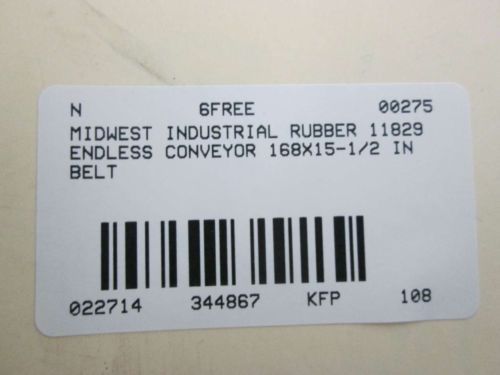 N 6FREE 00275
MIDWEST INDUSTRIAL RUBBER 11829
ENDLESS CONVEYOR 168X15-1/2 IN
BELT
022714 344867 KFP 108